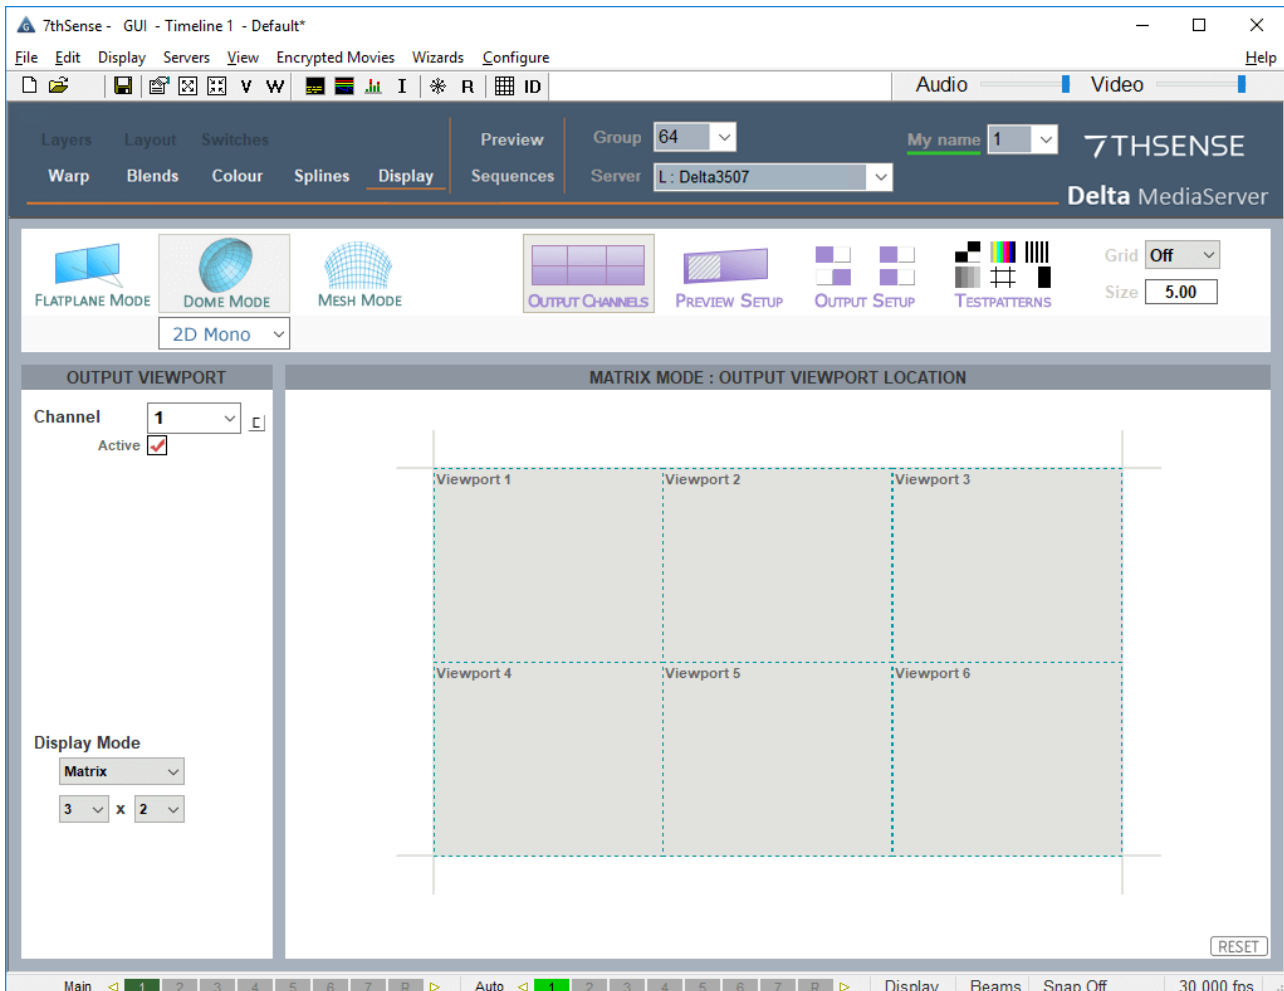 7thSense - GUI - Timeline 1 - Default*
File Edit Display Servers View Encrypted Movies Wizards Configure Help
V W I R ID Audio Video
Layers Layout Switches Preview Group 64 My name 1 7THSENSE
Warp Blends Colour Splines Display Sequences Server L : Delta3507
Delta MediaServer
Grid Off
FLATPLANE MODE DOME MODE MESH MODE OUTPUT CHANNELS PREVIEW SETUP OUTPUT SETUP TESTPATTERNS Size 5.00
2D Mono
OUTPUT VIEWPORT MATRIX MODE : OUTPUT VIEWPORT LOCATION
Channel 1
Active
Viewport 1 Viewport 2 Viewport 3
Viewport 4 Viewport 5 Viewport 6
Display Mode
Matrix
3 x 2
RESET
Main 1 2 3 4 5 6 7 R Auto 1 2 3 4 5 6 7 R Display Beams Snap Off 30.000 fps